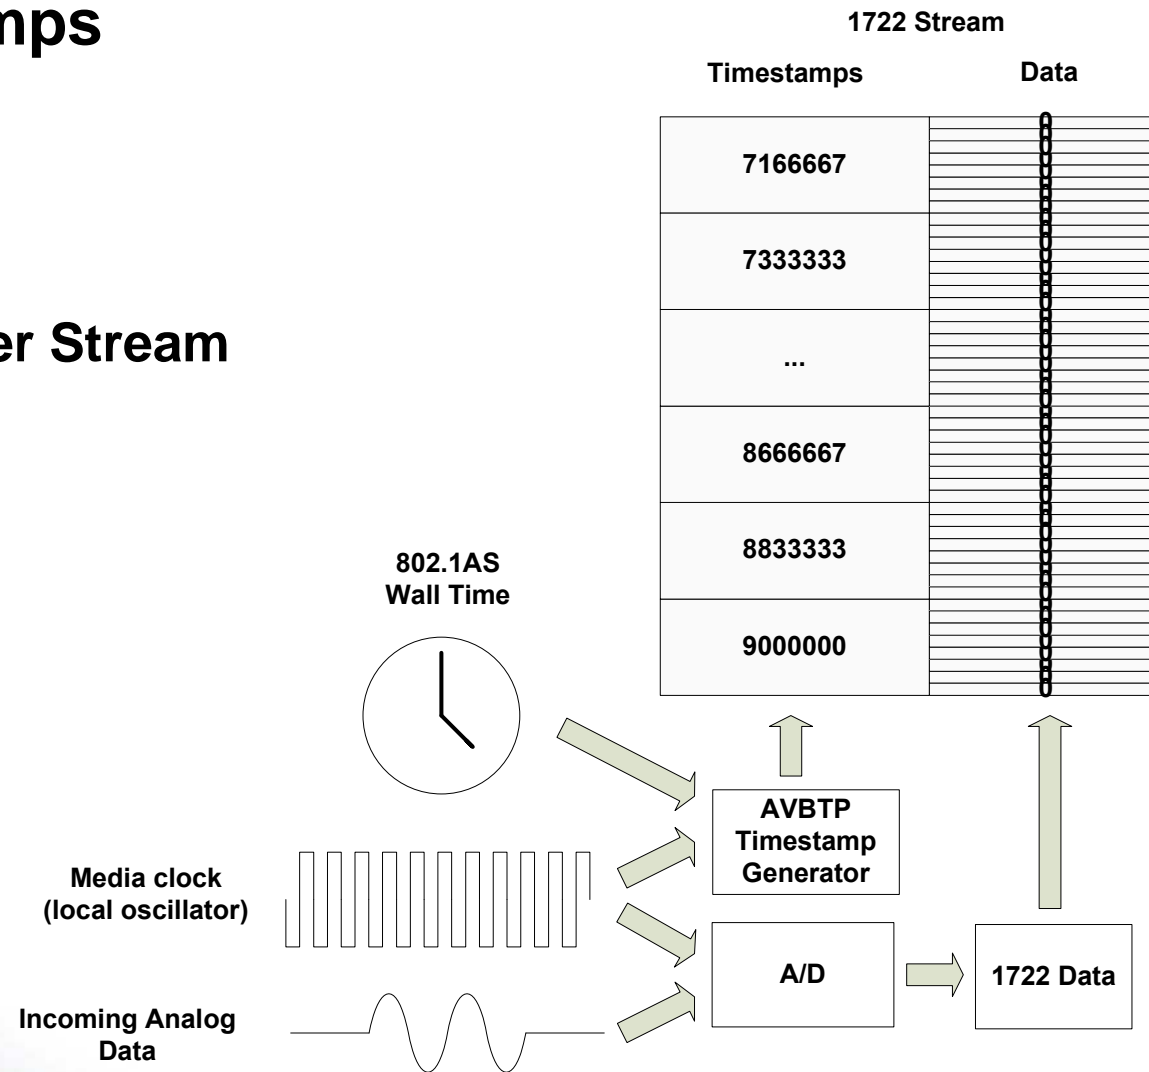 1722 Stream
Timestamps
Data
7166667
7333333
er Stream
...
8666667
8833333
802.1AS
Wall Time
9000000
AVBTP
Timestamp
Generator
Media clock
(local oscillator)
A/D
1722 Data
Incoming Analog
Data